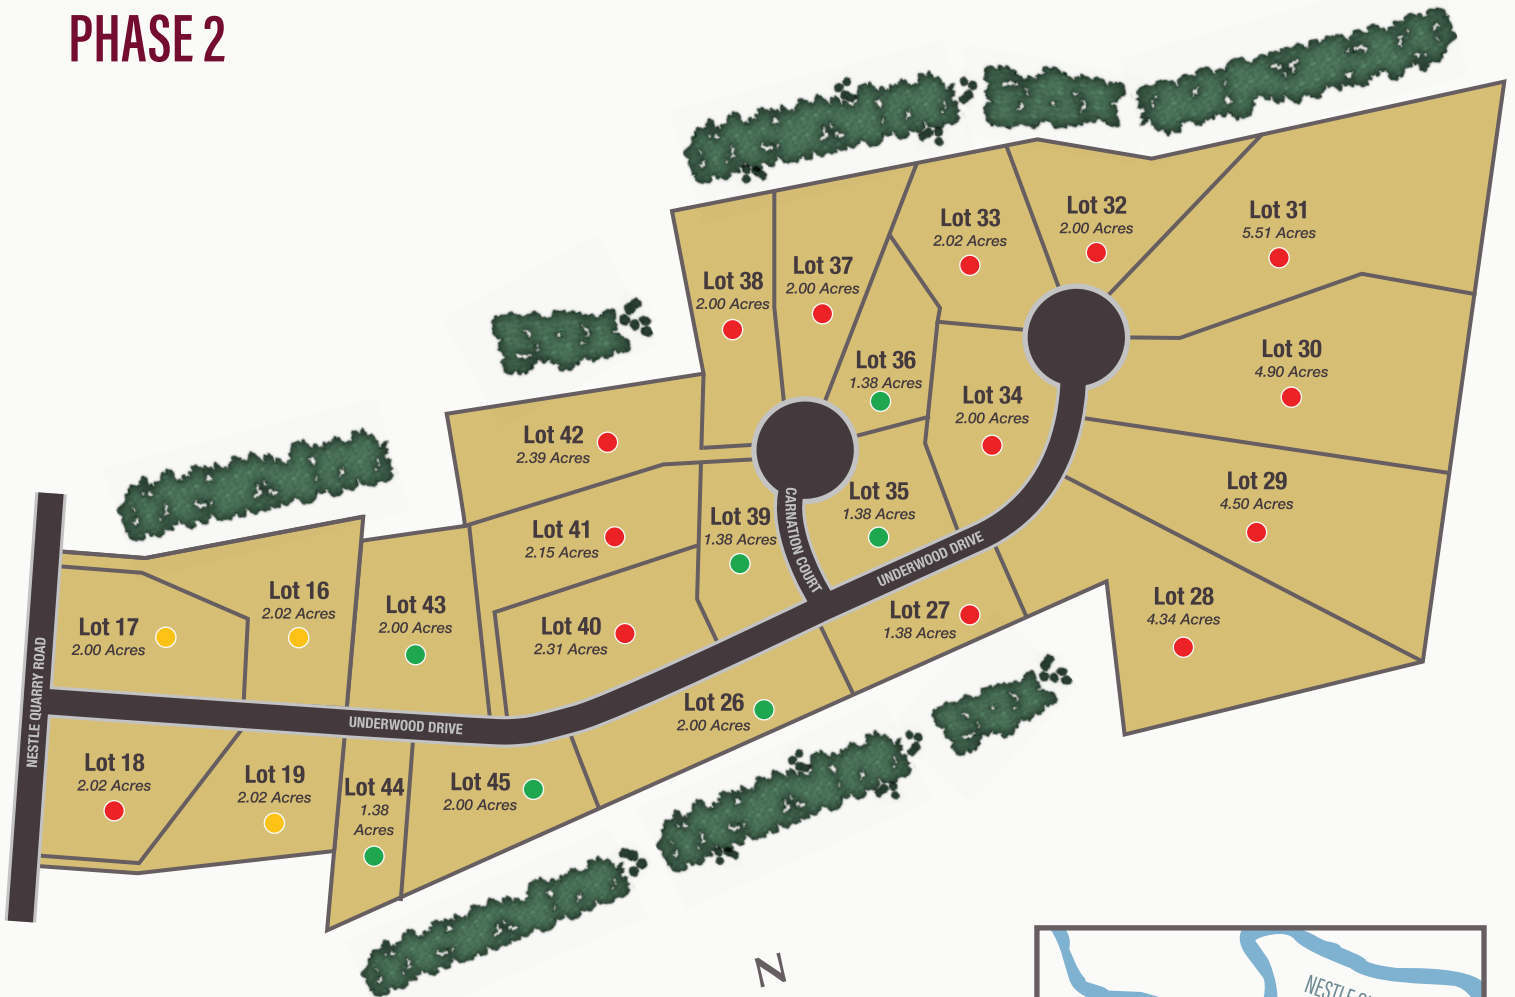 PHASE 2
Lot 31
5.51 Acres
Lot 32
2.00 Acres
Lot 33
2.02 Acres
Lot 37
2.00 Acres
Lot 38
2.00 Acres
Lot 30
4.90 Acres
Lot 36
1.38 Acres
Lot 34
2.00 Acres
Lot 42
2.39 Acres
Lot 29
4.50 Acres
Lot 35
1.38 Acres
CARNATION COURT
Lot 39
1.38 Acres
Lot 41
2.15 Acres
UNDERWOOD DRIVE
Lot 16
2.02 Acres
Lot 43
2.00 Acres
Lot 28
4.34 Acres
Lot 27
1.38 Acres
Lot 17
2.00 Acres
Lot 40
2.31 Acres
NESTLE QUARRY ROAD
Lot 26
2.00 Acres
UNDERWOOD DRIVE
Lot 18
2.02 Acres
Lot 19
2.02 Acres
Lot 44
1.38
Acres
Lot 45
2.00 Acres
N
NESTLE